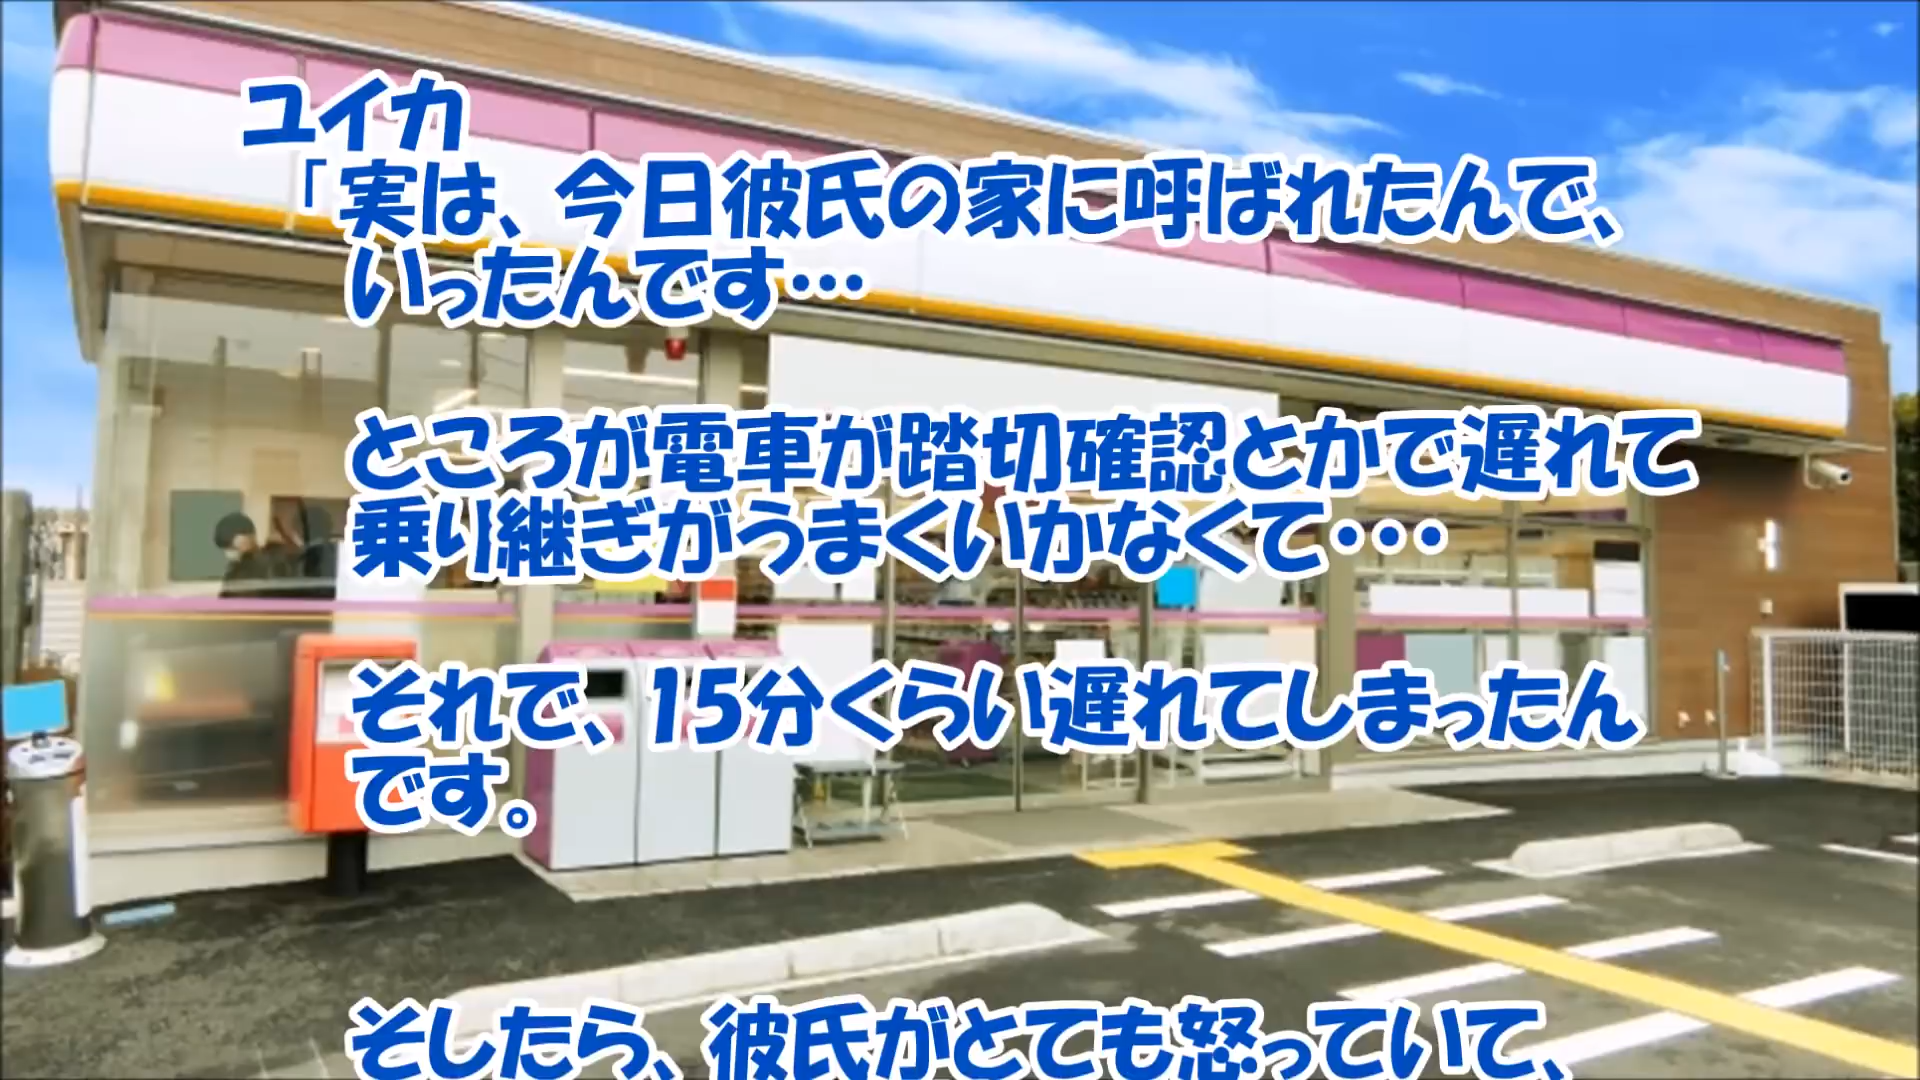 ユイカ
「実は、今日彼氏の家に呼ばれたんで、
いったんです…
ところが電車が踏切確認とかで遅れて
乗り継ぎがうまくいかなくて・・・
それで、15分くらい遅れてしまったん
です。
そしたら、彼氏がとても怒っていて、